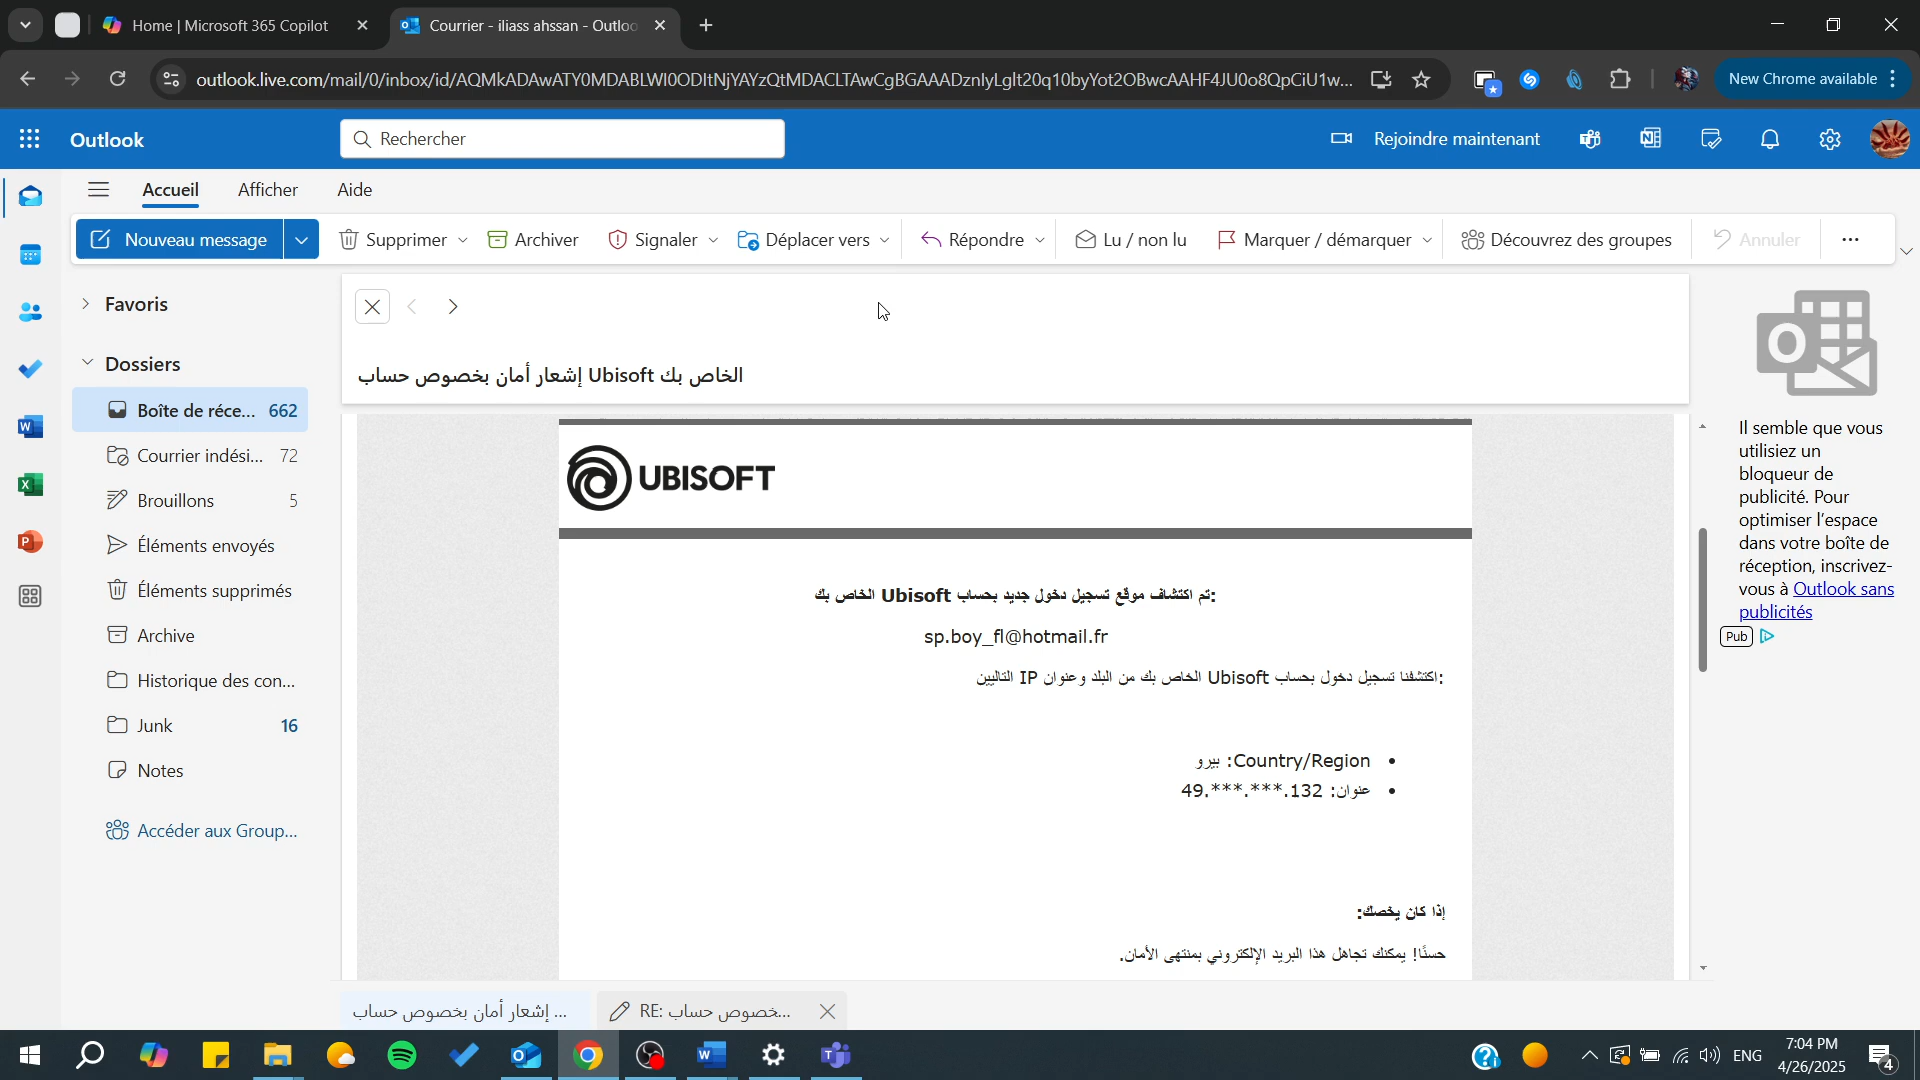 Home | Microsoft 365 Copilot
Courrier - iliass ahssan - Outloo
outlook.live.com/mail/0/inbox/id/AQMkADAwATY0MDABLWI0ODItNjYAYzQtMDACLTAwCgBGAAADznIyLgIt20q10byYot2OBwcAAHF4JU0o8QpCiU1w...
New Chrome available
Outlook
Rechercher
Rejoindre maintenant
Accueil
Afficher
Aide
Nouveau message
Supprimer
Archiver
Signaler
Déplacer vers
Répondre
Lu / non lu
Marquer / démarquer
Découvrez des groupes
Annuler
Favoris
Dossiers
Boîte de réce... 662
Courrier indési... 72
Brouillons 5
Éléments envoyés
Éléments supprimés
Archive
Historique des con...
Junk 16
Notes
Accéder aux Group...
إشعار أمان بخصوص حساب Ubisoft الخاص بك
UBISOFT
تم اكتشاف موقع تسجيل دخول جديد بحساب Ubisoft الخاص بك:
sp.boy_fl@hotmail.fr
اكتشفنا تسجيل دخول بحساب Ubisoft الخاص بك من البلد وعنوان IP التاليين:
• Country/Region: بيرو
• عنوان: 49.***.***.132
إذا كان يخصك:
حسنًا! يمكنك تجاهل هذا البريد الإلكتروني بمنتهى الأمان.
Il semble que vous
utilisiez un
bloqueur de
publicité. Pour
optimiser l'espace
dans votre boîte de
réception, inscrivez-
vous à Outlook sans
publicités
Pub
إشعار أمان بخصوص حساب ...
RE: بخصوص حساب...
ENG
7:04 PM
4/26/2025
4